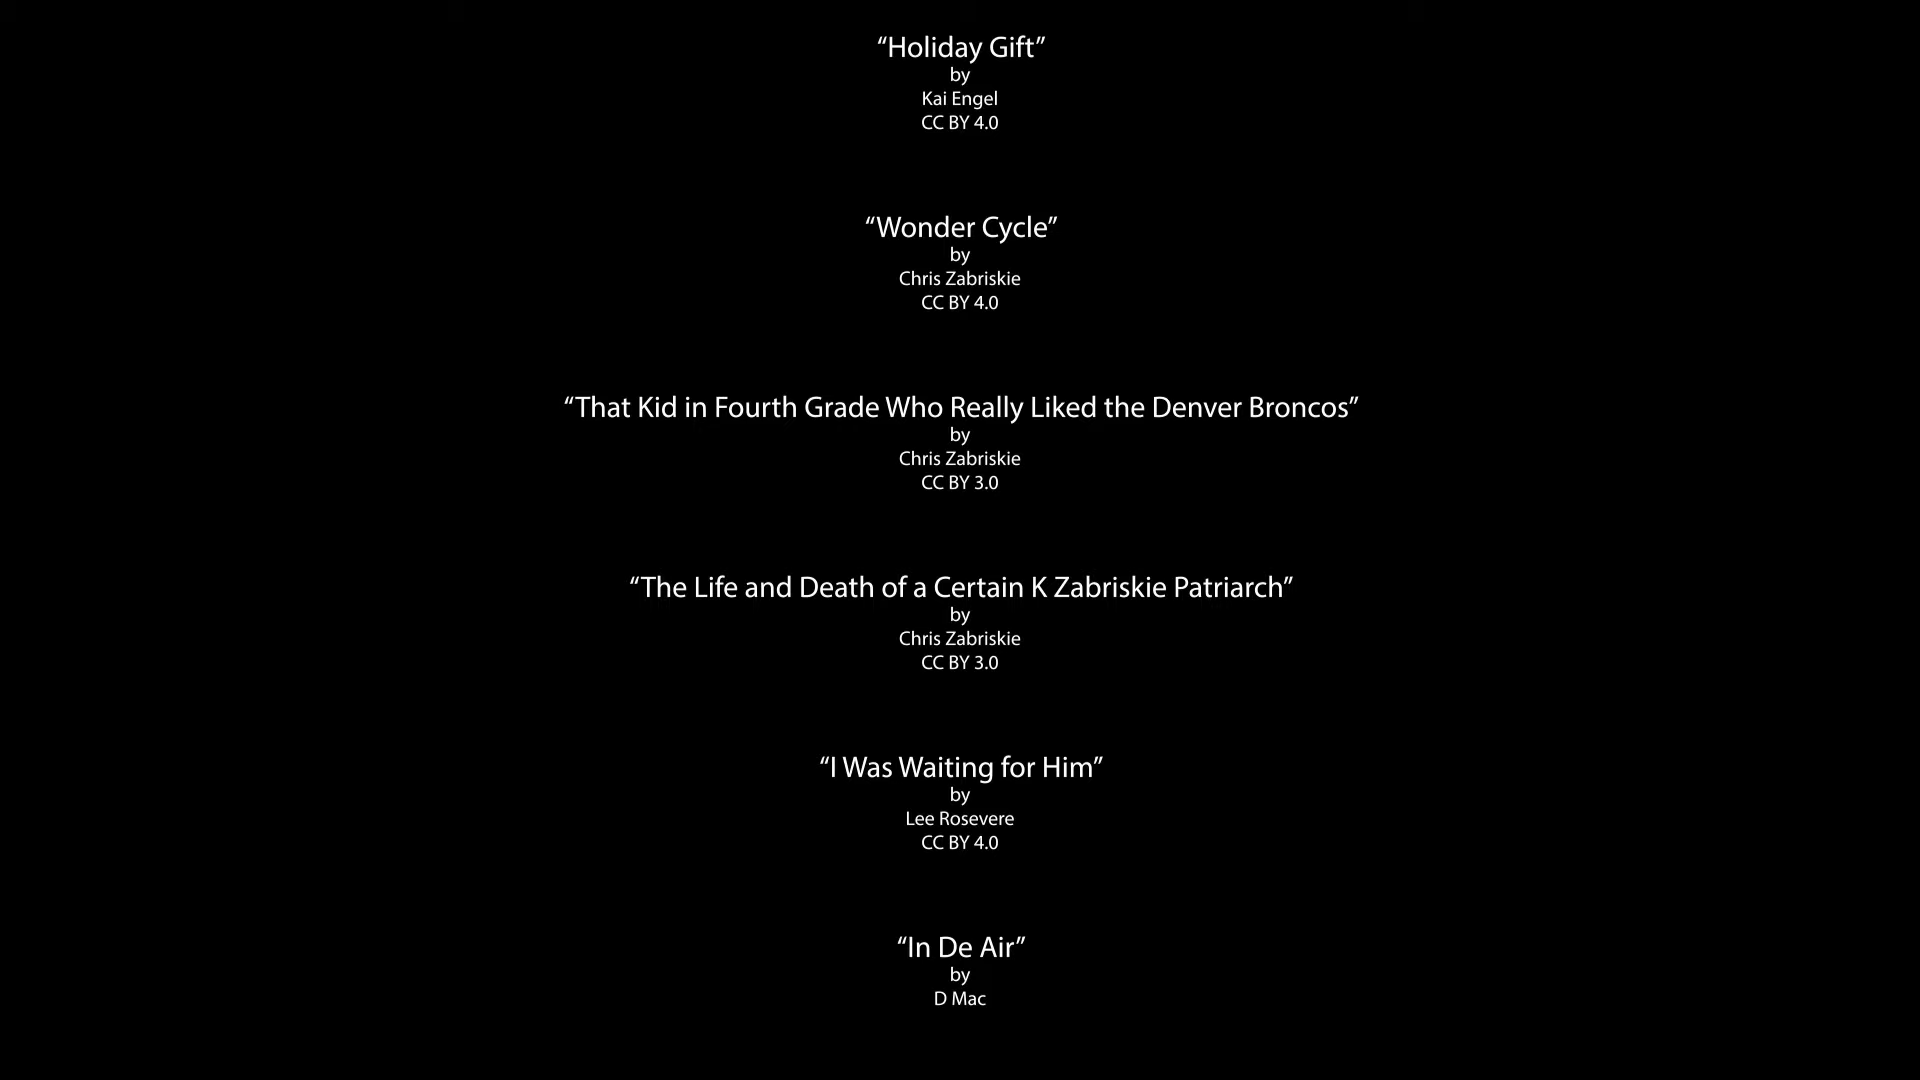 “Holiday Gift”
by
Kai Engel
CC BY 4.0
“Wonder Cycle”
by
Chris Zabriskie
CC BY 4.0
“That Kid in Fourth Grade Who Really Liked the Denver Broncos”
by
Chris Zabriskie
CC BY 3.0
“The Life and Death of a Certain K Zabriskie Patriarch”
by
Chris Zabriskie
CC BY 3.0
“I Was Waiting for Him”
by
Lee Rosevere
CC BY 4.0
“In De Air”
by
D Mac